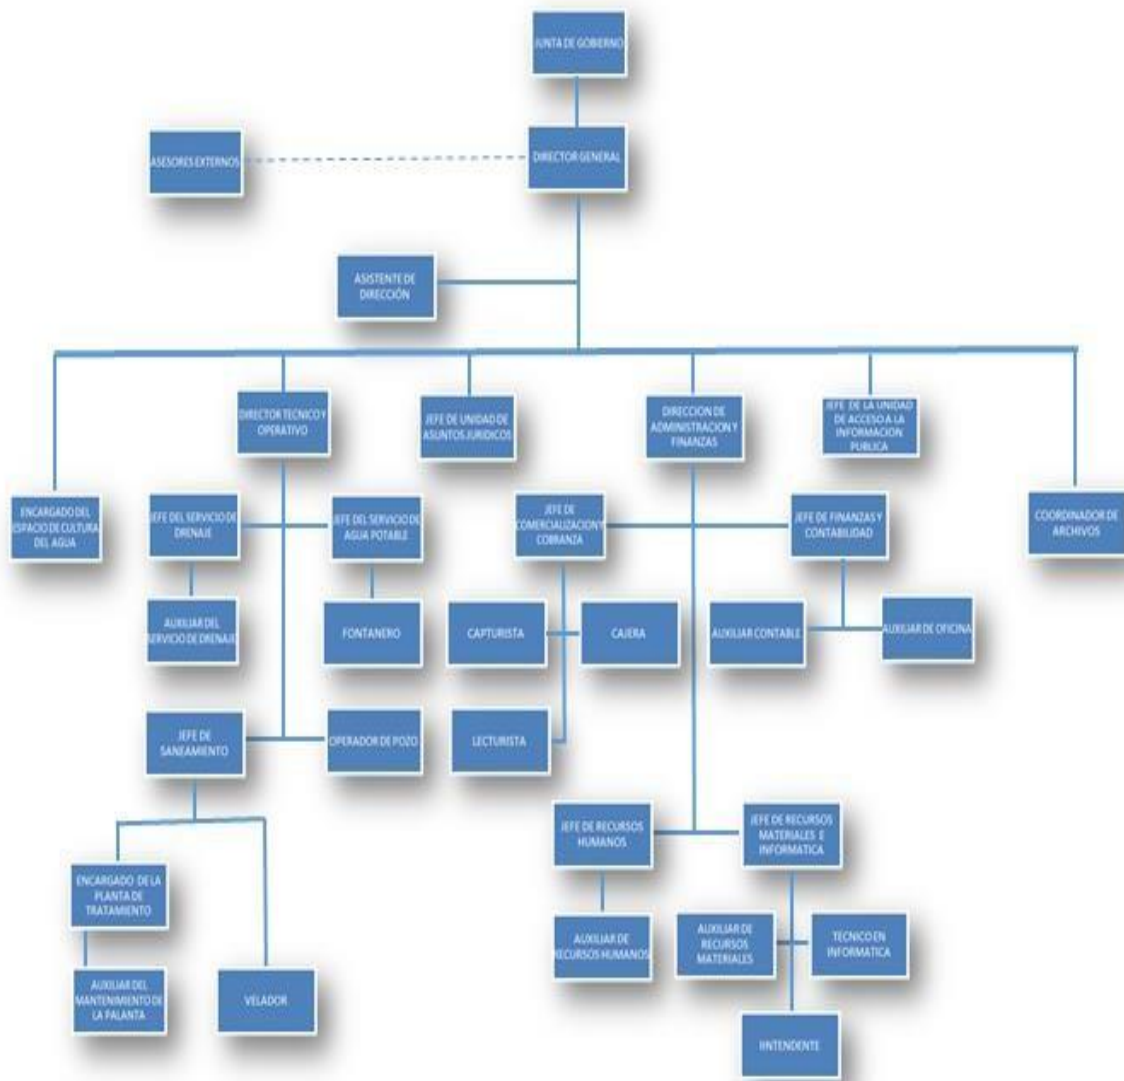 JUNTA DE GOBIERNO
DIRECTOR GENERAL
ASESORES EXTERNOS
ASISTENTE DE
DIRECCIÓN
DIRECTOR TECNICO Y
OPERATIVO
JEFE DE UNIDAD DE
ASUNTOS JURIDICOS
DIRECCION DE
ADMINISTRACION Y
FINANZAS
JEFE DE LA UNIDAD
DE ACCESO A LA
INFORMACION
PUBLICA
ENCARGADO DEL
ESPACIO DE CULTURA
DEL AGUA
JEFE DEL SERVICIO DE
DRENAJE
JEFE DEL SERVICIO DE
AGUA POTABLE
JEFE DE
COMERCIALIZACION Y
COBRANZA
JEFE DE FINANZAS Y
CONTABILIDAD
COORDINADOR DE
ARCHIVOS
AUXILIAR DEL
SERVICIO DE DRENAJE
FONTANERO
CAPTURISTA
CAJERA
AUXILIAR CONTABLE
AUXILIAR DE OFICINA
JEFE DE
SANEAMIENTO
OPERADOR DE POZO
LECTURISTA
JEFE DE RECURSOS
HUMANOS
JEFE DE RECURSOS
MATERIALES E
INFORMATICA
ENCARGADO DE LA
PLANTA DE
TRATAMIENTO
AUXILIAR DE
RECURSOS HUMANOS
AUXILIAR DE
RECURSOS
MATERIALES
TECNICO EN
INFORMATICA
AUXILIAR DEL
MANTENIMIENTO DE
LA PALANTA
VELADOR
IINTENDENTE